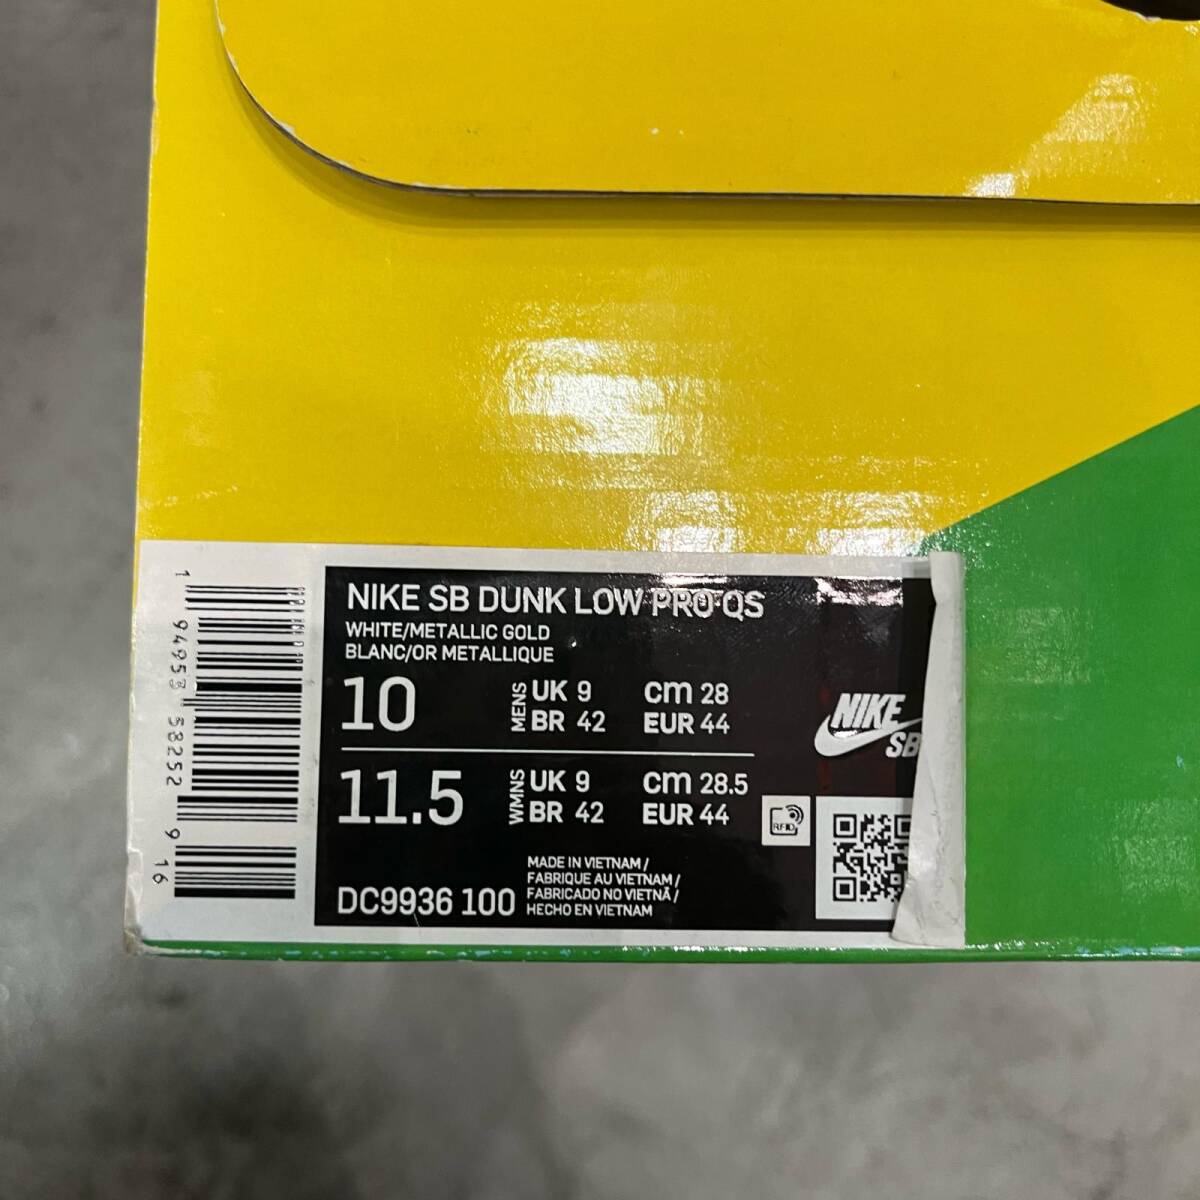 NIKE SB DUNK LOW PRO QS
WHITE/METALLIC GOLD
BLANC/OR METALLIQUE
10 MENS UK 9 cm 28
BR 42 EUR 44
11.5 WMNS UK 9 cm 28.5
BR 42 EUR 44
DC9936 100
MADE IN VIETNAM /
FABRIQUE AU VIETNAM /
FABRICADO NO VIETNÃ /
HECHO EN VIETNAM
NIKE
SB
RFID
1 94953 58252 9 16